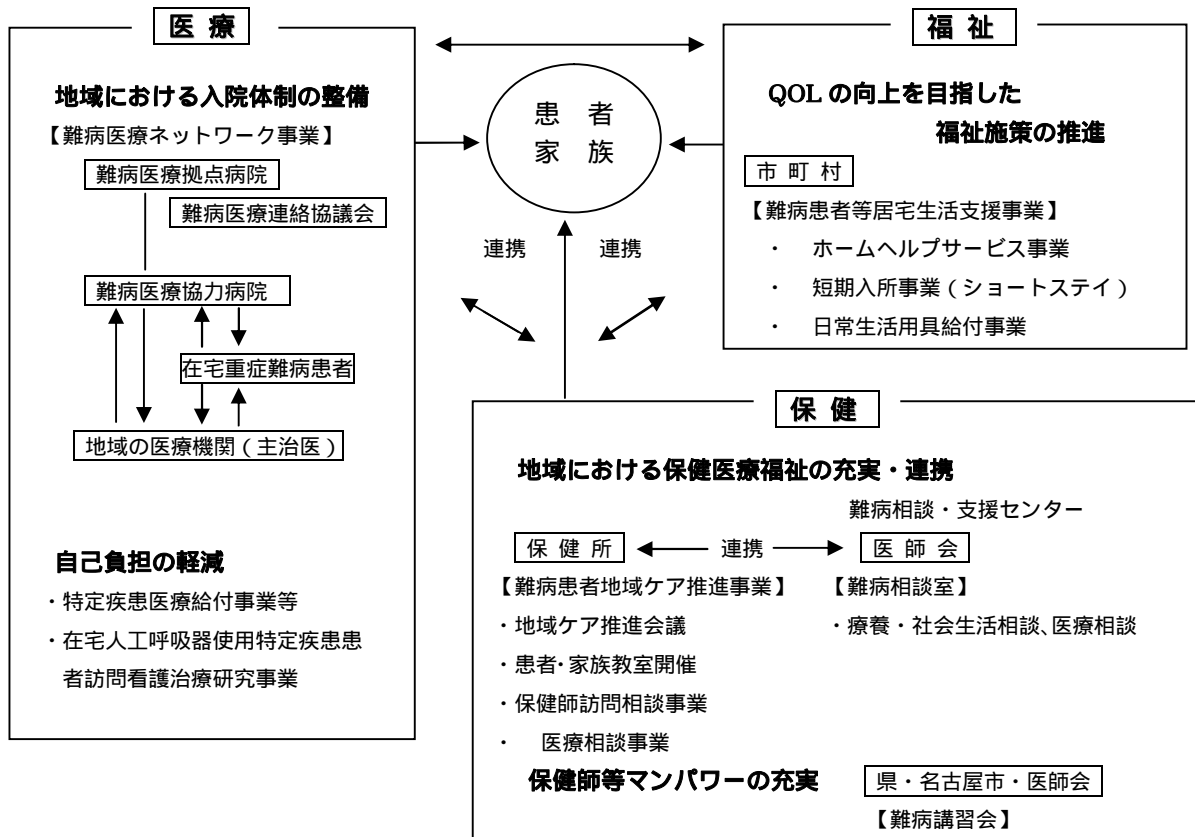 医 療
地域における入院体制の整備
【難病医療ネットワーク事業】
難病医療拠点病院
難病医療連絡協議会
難病医療協力病院
在宅重症難病患者
地域の医療機関(主治医)
自己負担の軽減
・特定疾患医療給付事業等
・在宅人工呼吸器使用特定疾患患
者訪問看護治療研究事業
患 者
家 族
連携
連携
福 祉
QOL の向上を目指した
福祉施策の推進
市 町 村
【難病患者等居宅生活支援事業】
・ ホームヘルプサービス事業
・ 短期入所事業(ショートステイ)
・ 日常生活用具給付事業
保 健
地域における保健医療福祉の充実・連携
難病相談・支援センター
保 健 所 連携 医 師 会
【難病患者地域ケア推進事業】 【難病相談室】
・地域ケア推進会議 ・療養・社会生活相談、医療相談
・患者・家族教室開催
・保健師訪問相談事業
・ 医療相談事業
保健師等マンパワーの充実 県・名古屋市・医師会
【難病講習会】